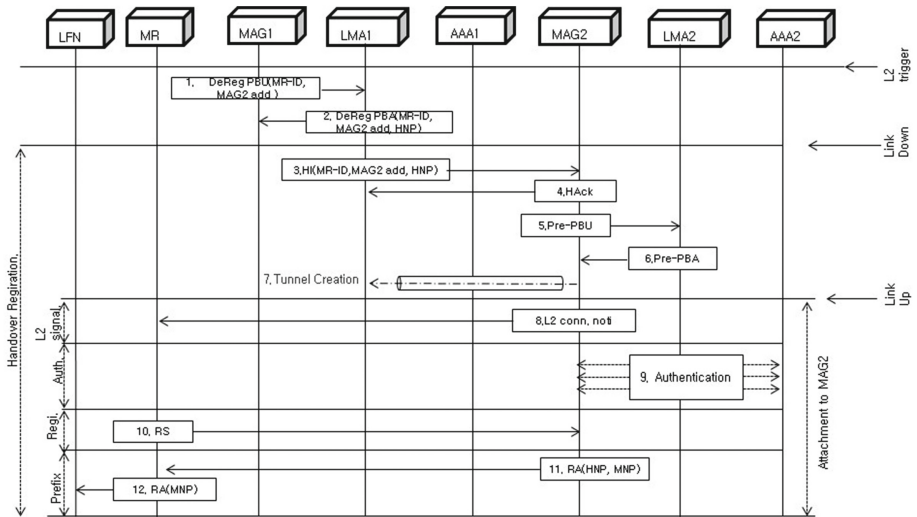 LFN
MR
MAG1
LMA1
AAA1
MAG2
LMA2
AAA2
L2
trigger
1, DeReg PBU(MR-ID,
MAG2 add )
2, DeReg PBA(MR-ID,
MAG2 add, HNP)
Link
Down
3,HI(MR-ID,MAG2 add, HNP)
4,HAck
5,Pre-PBU
6,Pre-PBA
7, Tunnel Creation
Link
Up
Handover Regiration,
L2
signal,
8,L2 conn, noti
Auth,
9, Authentication
Attachment to MAG2
Regi,
10, RS
Prefix
11, RA(HNP, MNP)
12, RA(MNP)